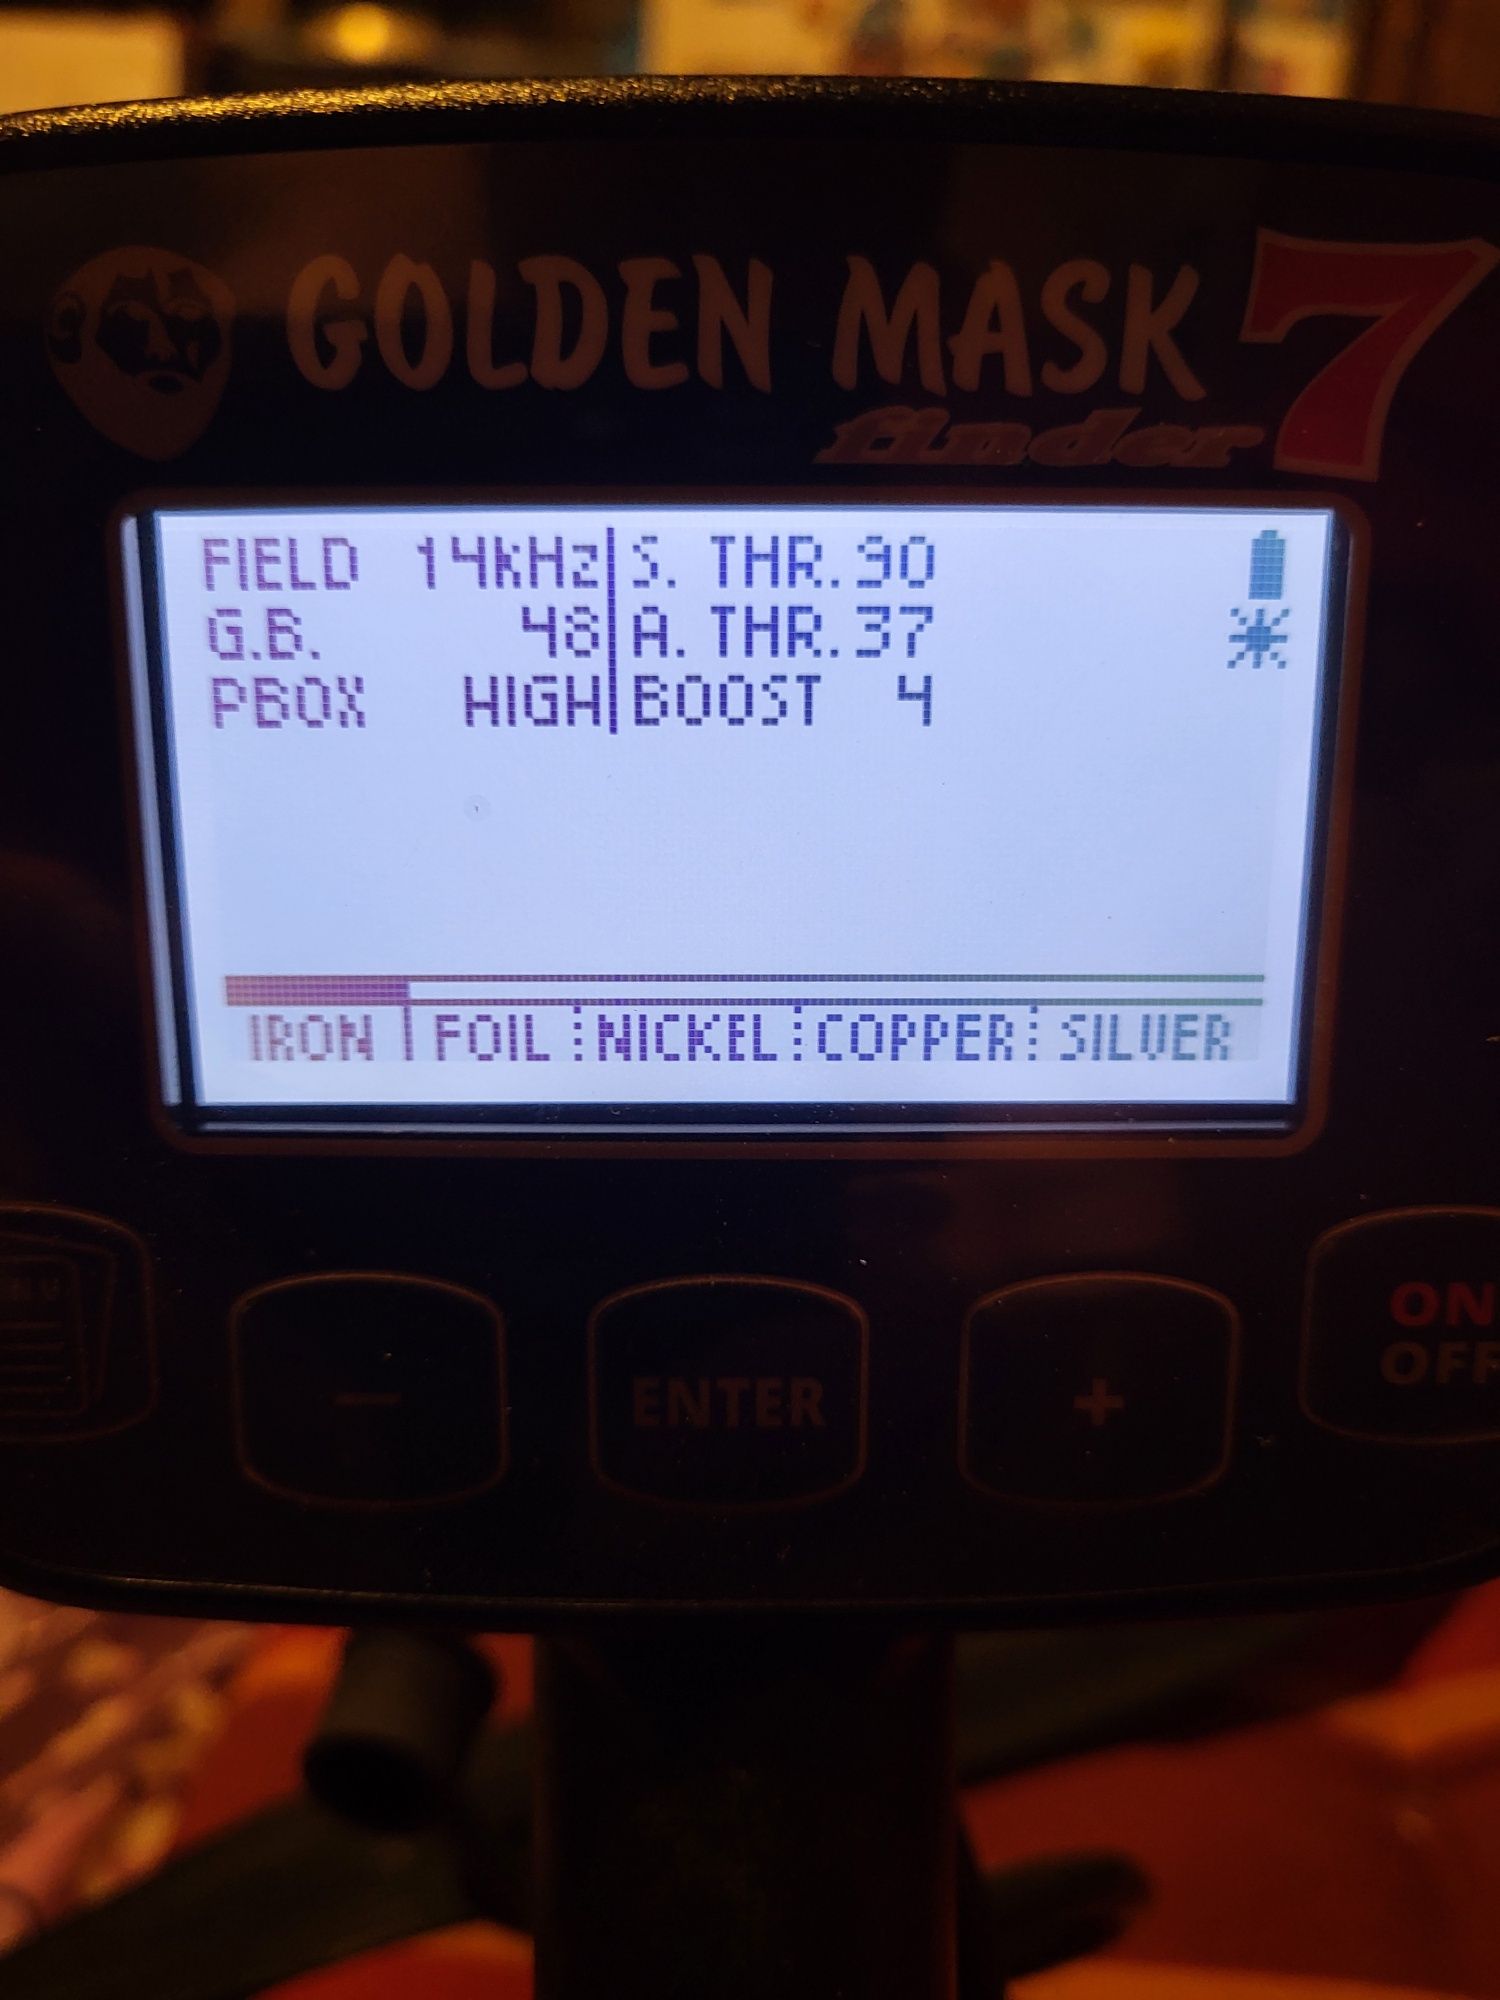 GOLDEN MASK 7
finder
FIELD 14kHz S. THR. 90
G.B. 48 A. THR. 37
PBOX HIGH BOOST 4
IRON FOIL NICKEL COPPER SILVER
- ENTER + ON
OFF